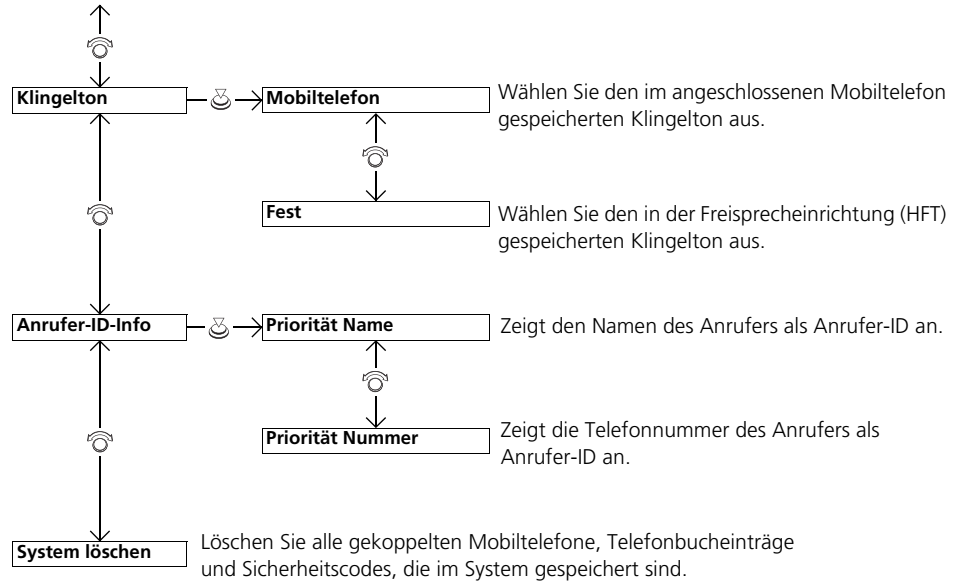 Klingelton
Mobiltelefon
Wählen Sie den im angeschlossenen Mobiltelefon
gespeicherten Klingelton aus.
Fest
Wählen Sie den in der Freisprecheinrichtung (HFT)
gespeicherten Klingelton aus.
Anrufer-ID-Info
Priorität Name
Zeigt den Namen des Anrufers als Anrufer-ID an.
Priorität Nummer
Zeigt die Telefonnummer des Anrufers als
Anrufer-ID an.
System löschen
Löschen Sie alle gekoppelten Mobiltelefone, Telefonbucheinträge
und Sicherheitscodes, die im System gespeichert sind.